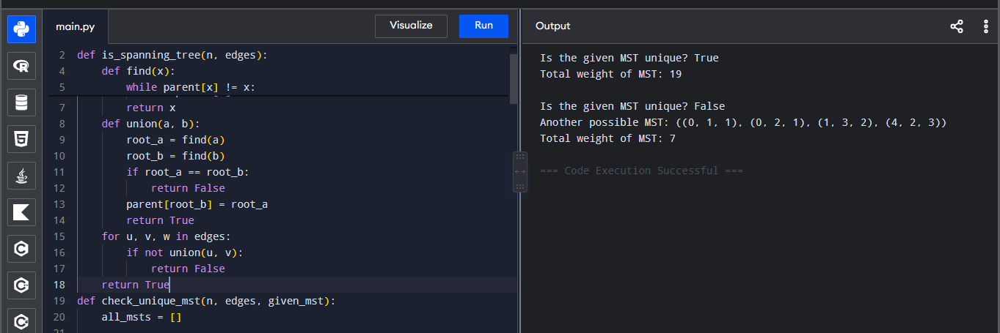 main.py
Visualize
Run
Output
2 def is_spanning_tree(n, edges):
4 def find(x):
5 while parent[x] != x:
7 return x
8 def union(a, b):
9 root_a = find(a)
10 root_b = find(b)
11 if root_a == root_b:
12 return False
13 parent[root_b] = root_a
14 return True
15 for u, v, w in edges:
16 if not union(u, v):
17 return False
18 return True
19 def check_unique_mst(n, edges, given_mst):
20 all_msts = []
Is the given MST unique? True
Total weight of MST: 19
Is the given MST unique? False
Another possible MST: ((0, 1, 1), (0, 2, 1), (1, 3, 2), (4, 2, 3))
Total weight of MST: 7
=== Code Execution Successful ===